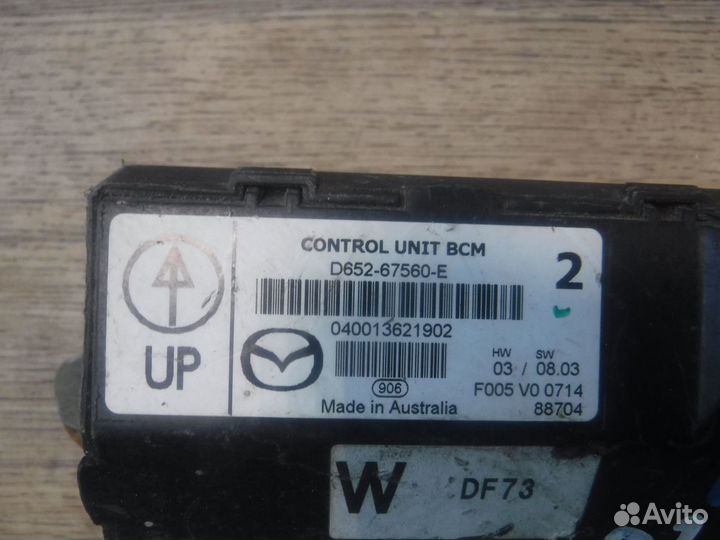 CONTROL UNIT BCM
D652-67560-E
2
040013621902
HW SW
03 / 08.03
906
F005 V0 0714
Made in Australia
88704
UP
W
DF73
Avito